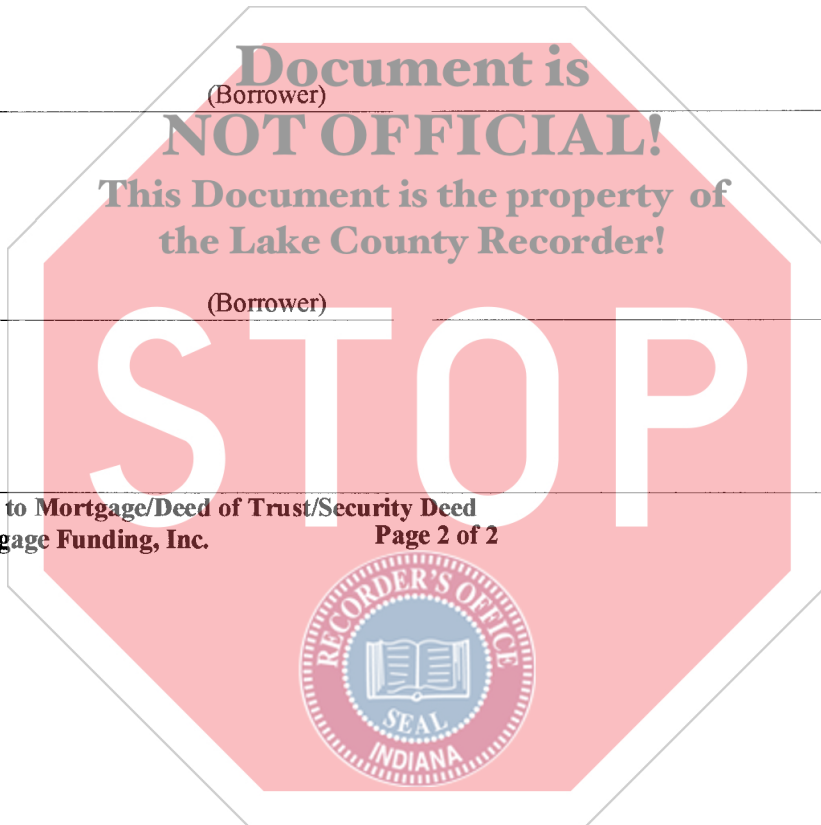 Document is
(Borrower)
NOT OFFICIAL!
This Document is the property of
the Lake County Recorder!
(Borrower)
STOP
to Mortgage/Deed of Trust/Security Deed
gage Funding, Inc. Page 2 of 2
RECORDER'S OFFICE
SEAL
INDIANA